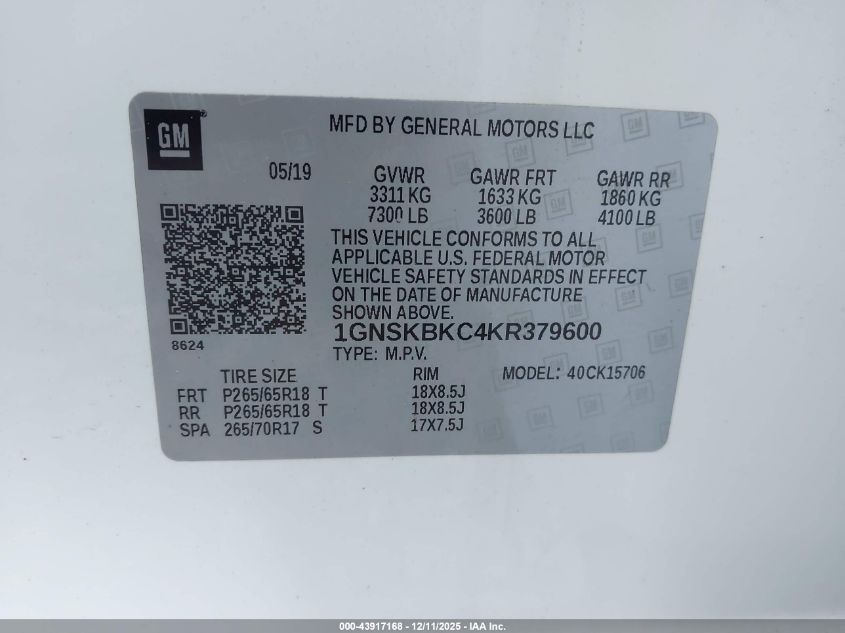 GM
MFD BY GENERAL MOTORS LLC
05/19
GVWR GAWR FRT GAWR RR
3311 KG 1633 KG 1860 KG
7300 LB 3600 LB 4100 LB
THIS VEHICLE CONFORMS TO ALL
APPLICABLE U.S. FEDERAL MOTOR
VEHICLE SAFETY STANDARDS IN EFFECT
ON THE DATE OF MANUFACTURE
SHOWN ABOVE.
8624
1GNSKBKC4KR379600
TYPE: M.P.V.
TIRE SIZE RIM MODEL: 40CK15706
FRT P265/65R18 T 18X8.5J
RR P265/65R18 T 18X8.5J
SPA 265/70R17 S 17X7.5J
000-43917168 - 12/11/2025 - IAA Inc.